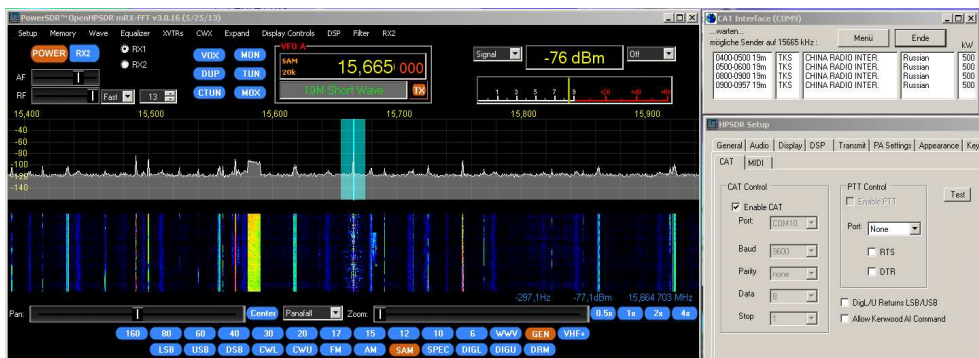 PowerSDR™ OpenHPSDR mRX-FFT v3.0.16 (5/25/13)
Setup Memory Wave Equalizer XVTRs CWX Expand Display Controls DSP Filter RX2
POWER RX2
RX1
RX2
VOX MON
DUP TUN
CTUN MOX
AF
RF Fast 13
VFO A
SAM
20k
15,665 000
19M Short Wave TX
Signal -76 dBm Off
1 3 5 7 9 +20 +40 +60
15,400 15,500 15,600 15,700 15,800 15,900
-40
-60
-80
-100
-120
-140
-297,1Hz -77,1dBm 15,664 703 MHz
Pan: Center Panafall Zoom: 0.5x 1x 2x 4x
160 80 60 40 30 20 17 15 12 10 6 WWV GEN VHF+
LSB USB DSB CWL CWU FM AM SAM SPEC DIGL DIGU DRM
CAT Interface (COM9)
...warten...
mögliche Sender auf 15665 kHz :
Menü Ende
kW
0400-0500 19m TKS CHINA RADIO INTER. Russian 500
0500-0600 19m TKS CHINA RADIO INTER. Russian 500
0800-0900 19m TKS CHINA RADIO INTER. Russian 500
0900-0957 19m TKS CHINA RADIO INTER. Russian 500
HPSDR Setup
General Audio Display DSP Transmit PA Settings Appearance Key
CAT MIDI
CAT Control
Enable CAT
Port: COM10
Baud 9600
Parity none
Data 8
Stop 1
PTT Control
Enable PTT
Port: None
RTS
DTR
Test
DigL/U Returns LSB/USB
Allow Kenwood AI Command